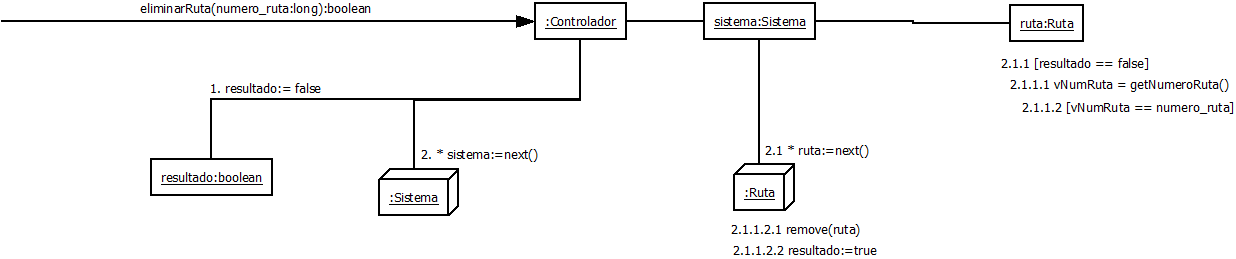 eliminarRuta(numero_ruta:long):boolean
:Controlador
sistema:Sistema
ruta:Ruta
2.1.1 [resultado == false]
2.1.1.1 vNumRuta = getNumeroRuta()
2.1.1.2 [vNumRuta == numero_ruta]
1. resultado:= false
2. * sistema:=next()
2.1 * ruta:=next()
resultado:boolean
:Sistema
:Ruta
2.1.1.2.1 remove(ruta)
2.1.1.2.2 resultado:=true